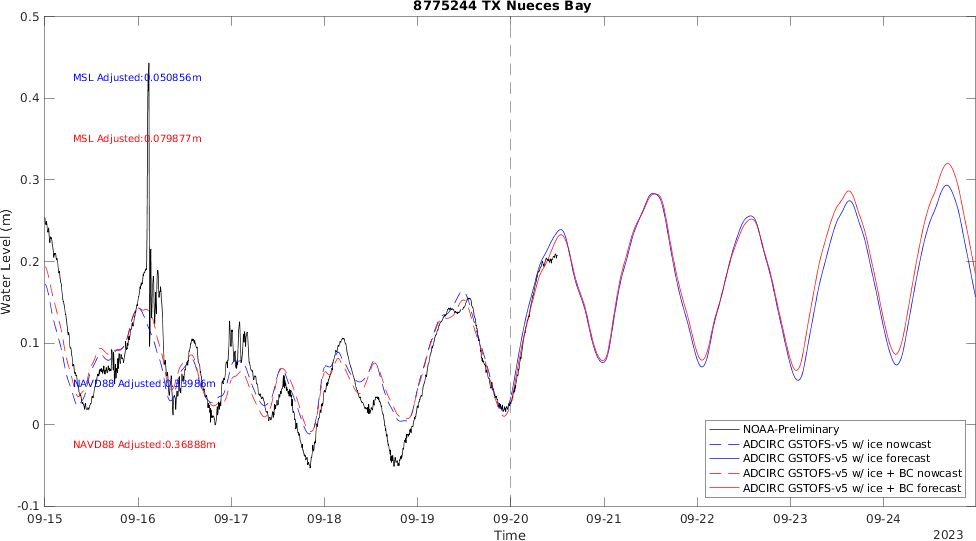 8775244 TX Nueces Bay
0.5
MSL Adjusted:0.050856m
0.4
MSL Adjusted:0.079877m
0.3
0.2
Water Level (m)
0.1
NAVD88
0
NAVD88 Adjusted:0.36888m
-0.1
NOAA-Preliminary
ADCIRC GSTOFS-v5 w/ ice nowcast
ADCIRC GSTOFS-v5 w/ ice forecast
ADCIRC GSTOFS-v5 w/ ice + BC nowcast
ADCIRC GSTOFS-v5 w/ ice + BC forecast
09-15 09-16 09-17 09-18 09-19 09-20 09-21 09-22 09-23 09-24
Time
2023